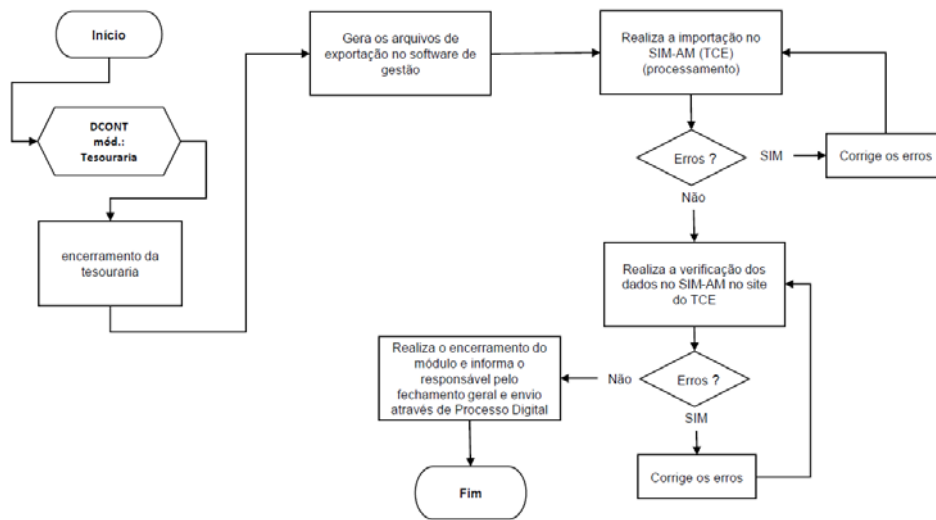 Início
DCONT
mód.:
Tesouraria
encerramento da
tesouraria
Gera os arquivos de
exportação no software de
gestão
Realiza a importação no
SIM-AM (TCE)
(processamento)
Erros ?
SIM
Corrige os erros
Não
Realiza a verificação dos
dados no SIM-AM no site
do TCE
Erros ?
Não
Realiza o encerramento do
módulo e informa o
responsável pelo
fechamento geral e envio
através de Processo Digital
SIM
Corrige os erros
Fim